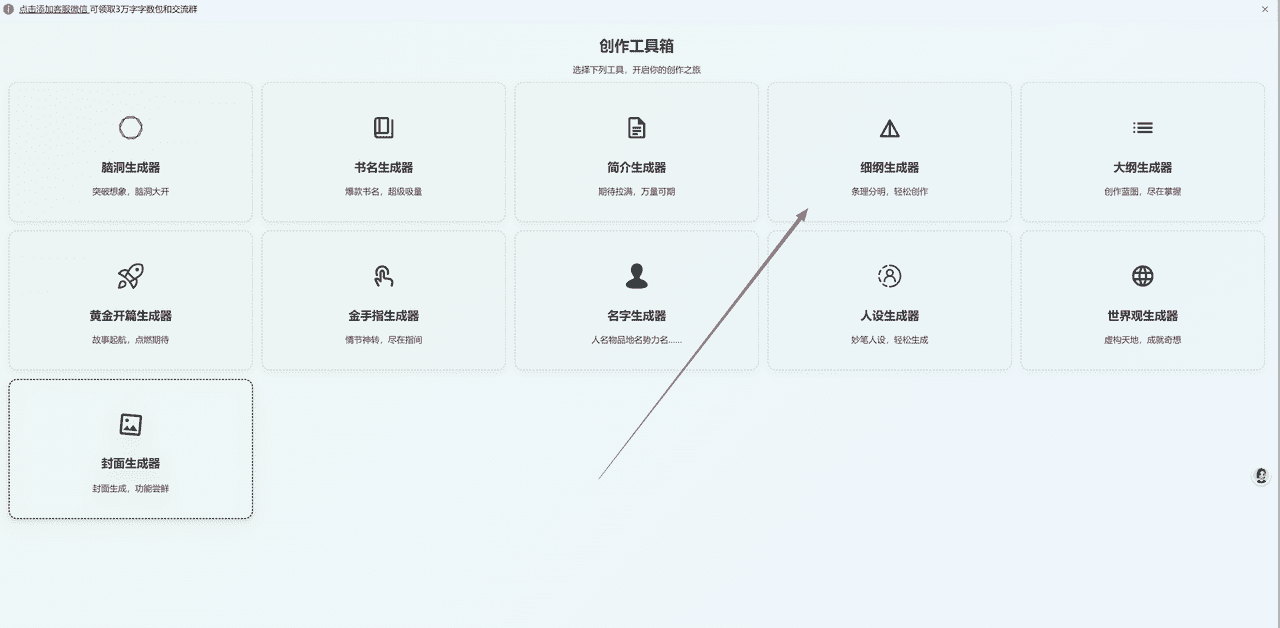 点击添加客服微信 可领取3万字字数包和交流群
创作工具箱
选择下列工具，开启你的创作之旅
脑洞生成器
突破想象，脑洞大开
书名生成器
爆款书名，超级吸量
简介生成器
期待拉满，万量可期
细纲生成器
条理分明，轻松创作
大纲生成器
创作蓝图，尽在掌握
黄金开篇生成器
故事起航，点燃期待
金手指生成器
情节神转，尽在指间
名字生成器
人名物品地名势力名......
人设生成器
妙笔人设，轻松生成
世界观生成器
虚构天地，成就奇想
封面生成器
封面生成，功能尝鲜